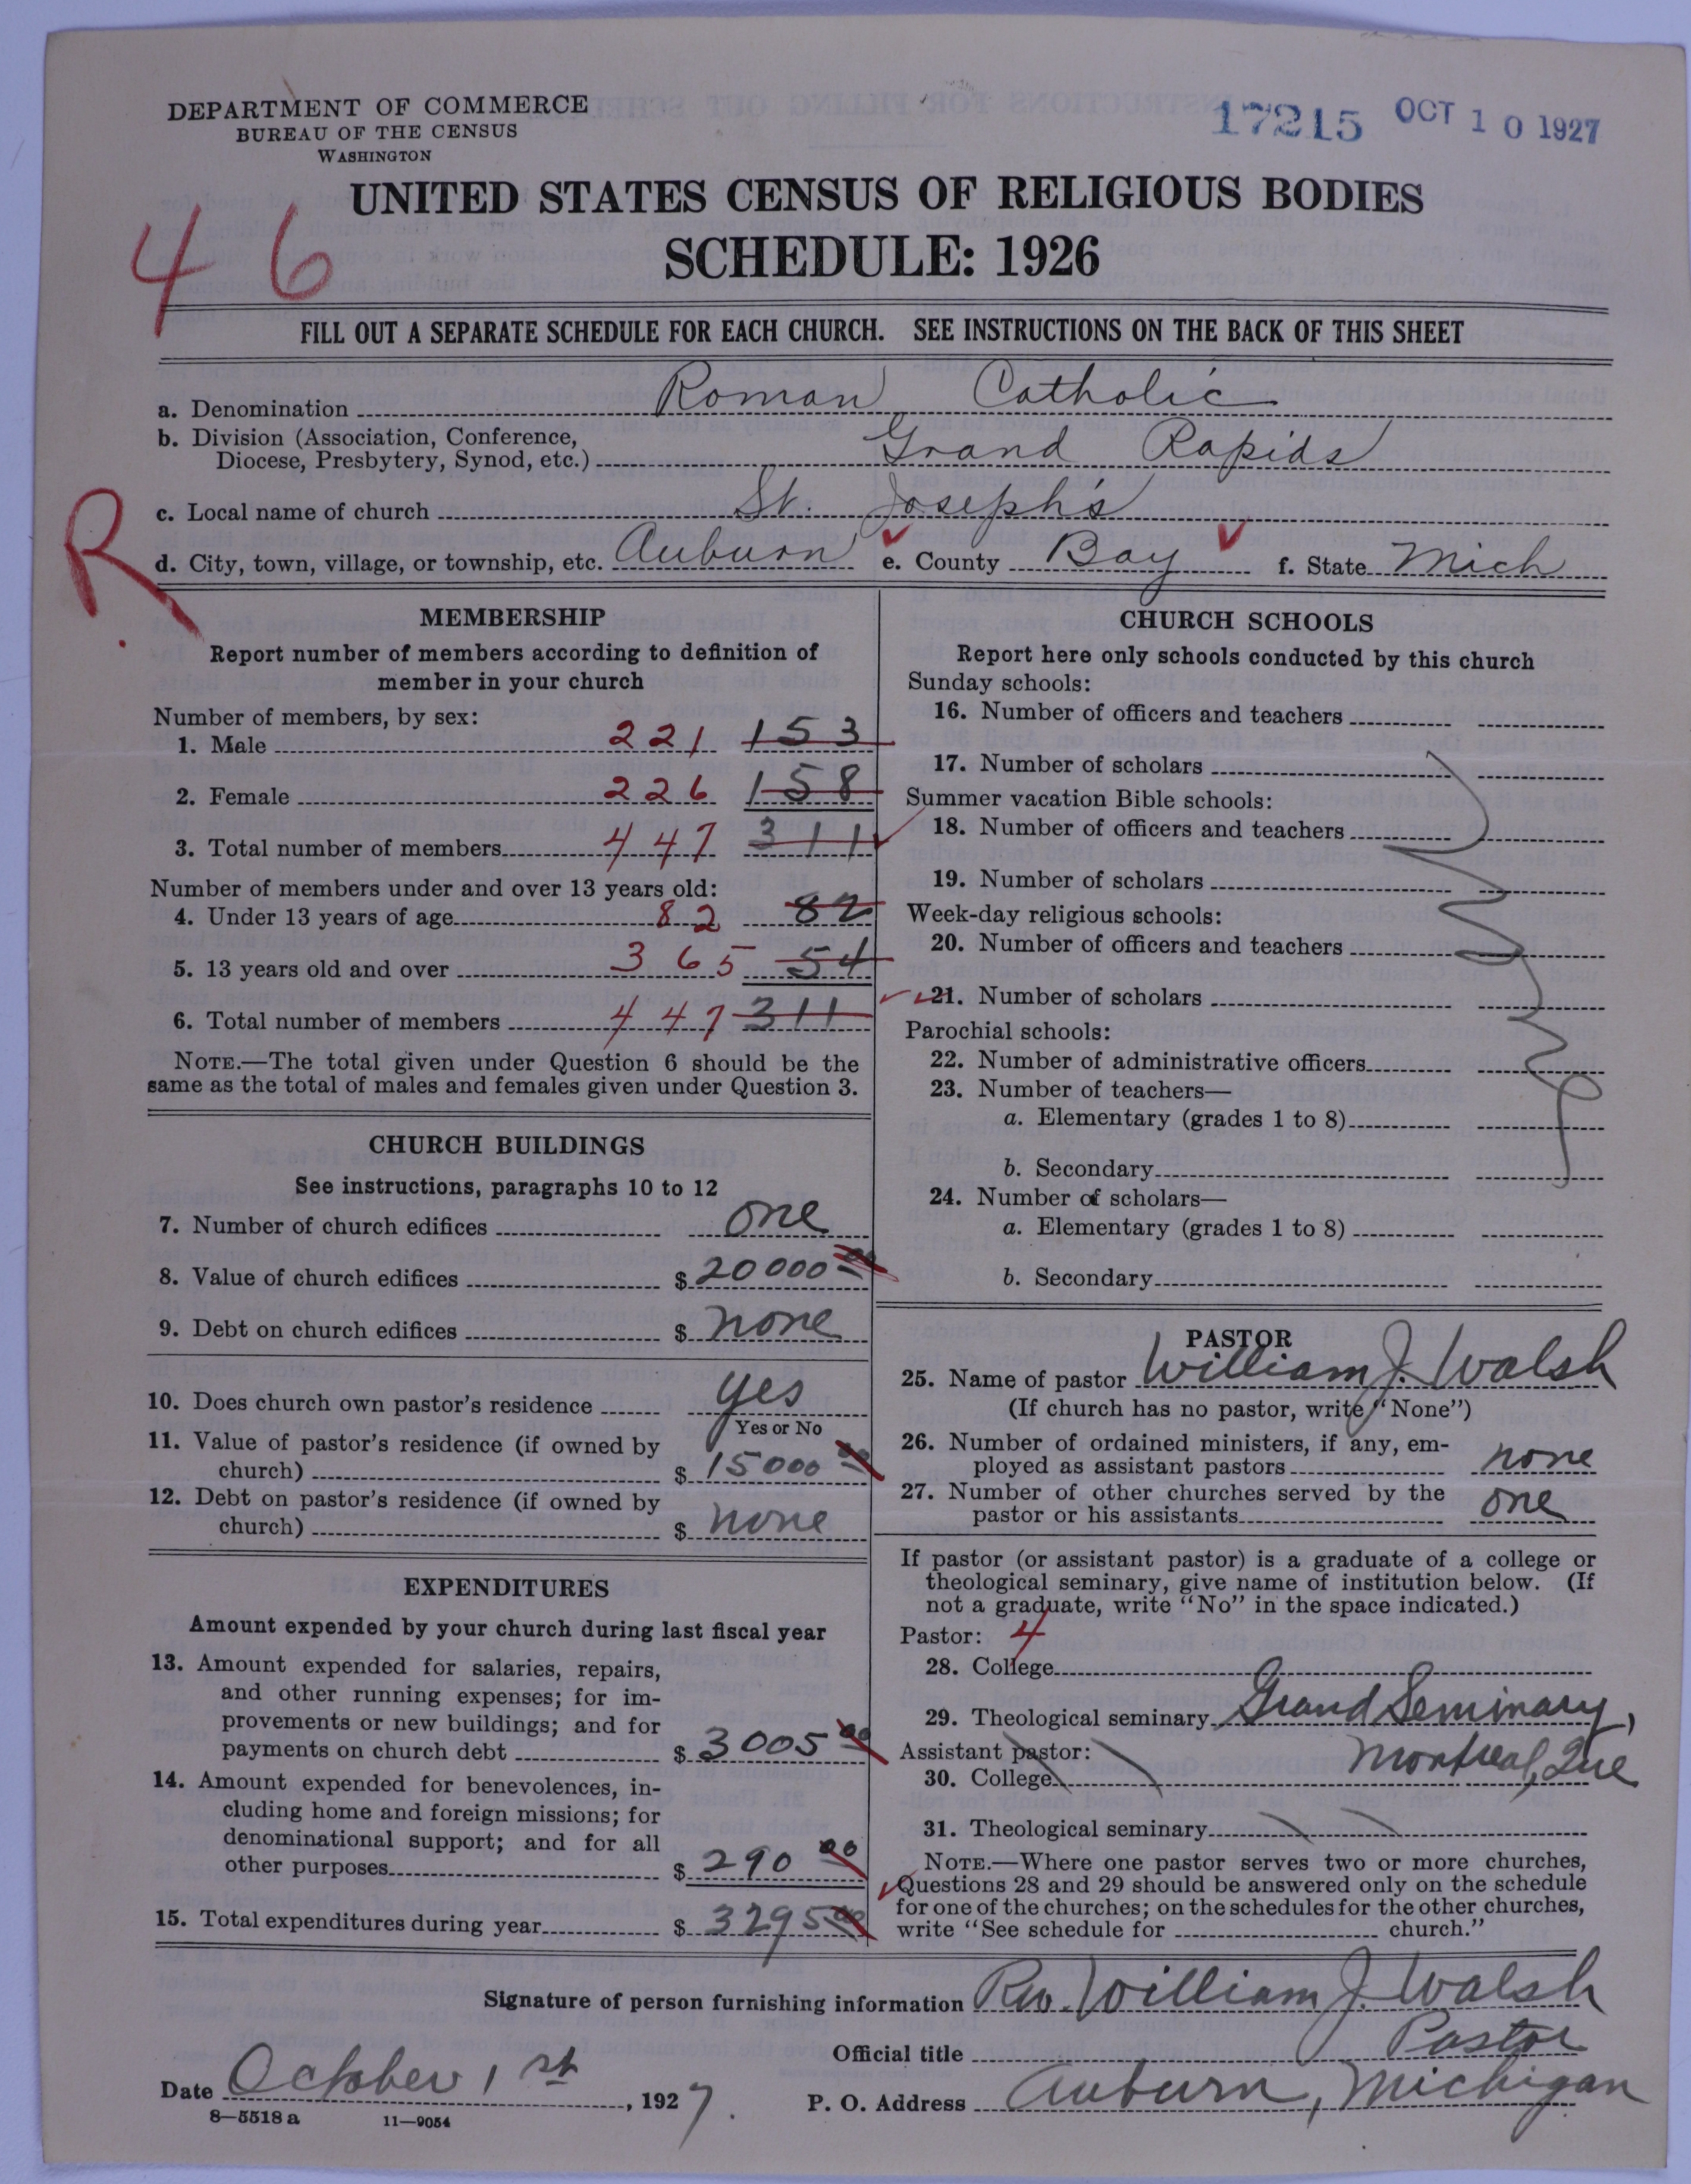 DEPARTMENT OF COMMERCE
BUREAU OF THE CENSUS
WASHINGTON
17215 OCT 10 1927
UNITED STATES CENSUS OF RELIGIOUS BODIES
SCHEDULE: 1926
46
FILL OUT A SEPARATE SCHEDULE FOR EACH CHURCH. SEE INSTRUCTIONS ON THE BACK OF THIS SHEET
a. Denomination Roman Catholic
b. Division (Association, Conference,
Diocese, Presbytery, Synod, etc.) Grand Rapids
c. Local name of church St. Joseph's
R
d. City, town, village, or township, etc. Auburn e. County Bay f. State Mich
MEMBERSHIP
Report number of members according to definition of
member in your church
Number of members, by sex:
1. Male 221 153
2. Female 226 158
3. Total number of members 447 311
Number of members under and over 13 years old:
4. Under 13 years of age 82 82
5. 13 years old and over 365 54
6. Total number of members 447 311
NOTE.—The total given under Question 6 should be the
same as the total of males and females given under Question 3.
CHURCH BUILDINGS
See instructions, paragraphs 10 to 12
7. Number of church edifices one
8. Value of church edifices $ 20000 00
9. Debt on church edifices $ none
10. Does church own pastor's residence yes
Yes or No
11. Value of pastor's residence (if owned by
church) $ 15000 00
12. Debt on pastor's residence (if owned by
church) $ none
EXPENDITURES
Amount expended by your church during last fiscal year
13. Amount expended for salaries, repairs,
and other running expenses; for im-
provements or new buildings; and for
payments on church debt $ 3005 00
14. Amount expended for benevolences, in-
cluding home and foreign missions; for
denominational support; and for all
other purposes $ 290 00
15. Total expenditures during year $ 3295 00
CHURCH SCHOOLS
Report here only schools conducted by this church
Sunday schools:
16. Number of officers and teachers
17. Number of scholars
Summer vacation Bible schools:
18. Number of officers and teachers
19. Number of scholars
Week-day religious schools:
20. Number of officers and teachers
21. Number of scholars
Parochial schools:
22. Number of administrative officers
23. Number of teachers—
a. Elementary (grades 1 to 8)
b. Secondary
24. Number of scholars—
a. Elementary (grades 1 to 8)
b. Secondary
PASTOR
25. Name of pastor William J. Walsh
(If church has no pastor, write "None")
26. Number of ordained ministers, if any, em-
ployed as assistant pastors none
27. Number of other churches served by the
pastor or his assistants one
If pastor (or assistant pastor) is a graduate of a college or
theological seminary, give name of institution below. (If
not a graduate, write "No" in the space indicated.)
Pastor: 4
28. College
29. Theological seminary Grand Seminary,
Assistant pastor: Montreal, Que
30. College
31. Theological seminary
NOTE.—Where one pastor serves two or more churches,
Questions 28 and 29 should be answered only on the schedule
for one of the churches; on the schedules for the other churches,
write "See schedule for church."
Signature of person furnishing information Rev. William J. Walsh
Official title Pastor
Date October 1st, 1927.
P. O. Address Auburn, Michigan
8—5518 a 11—9054